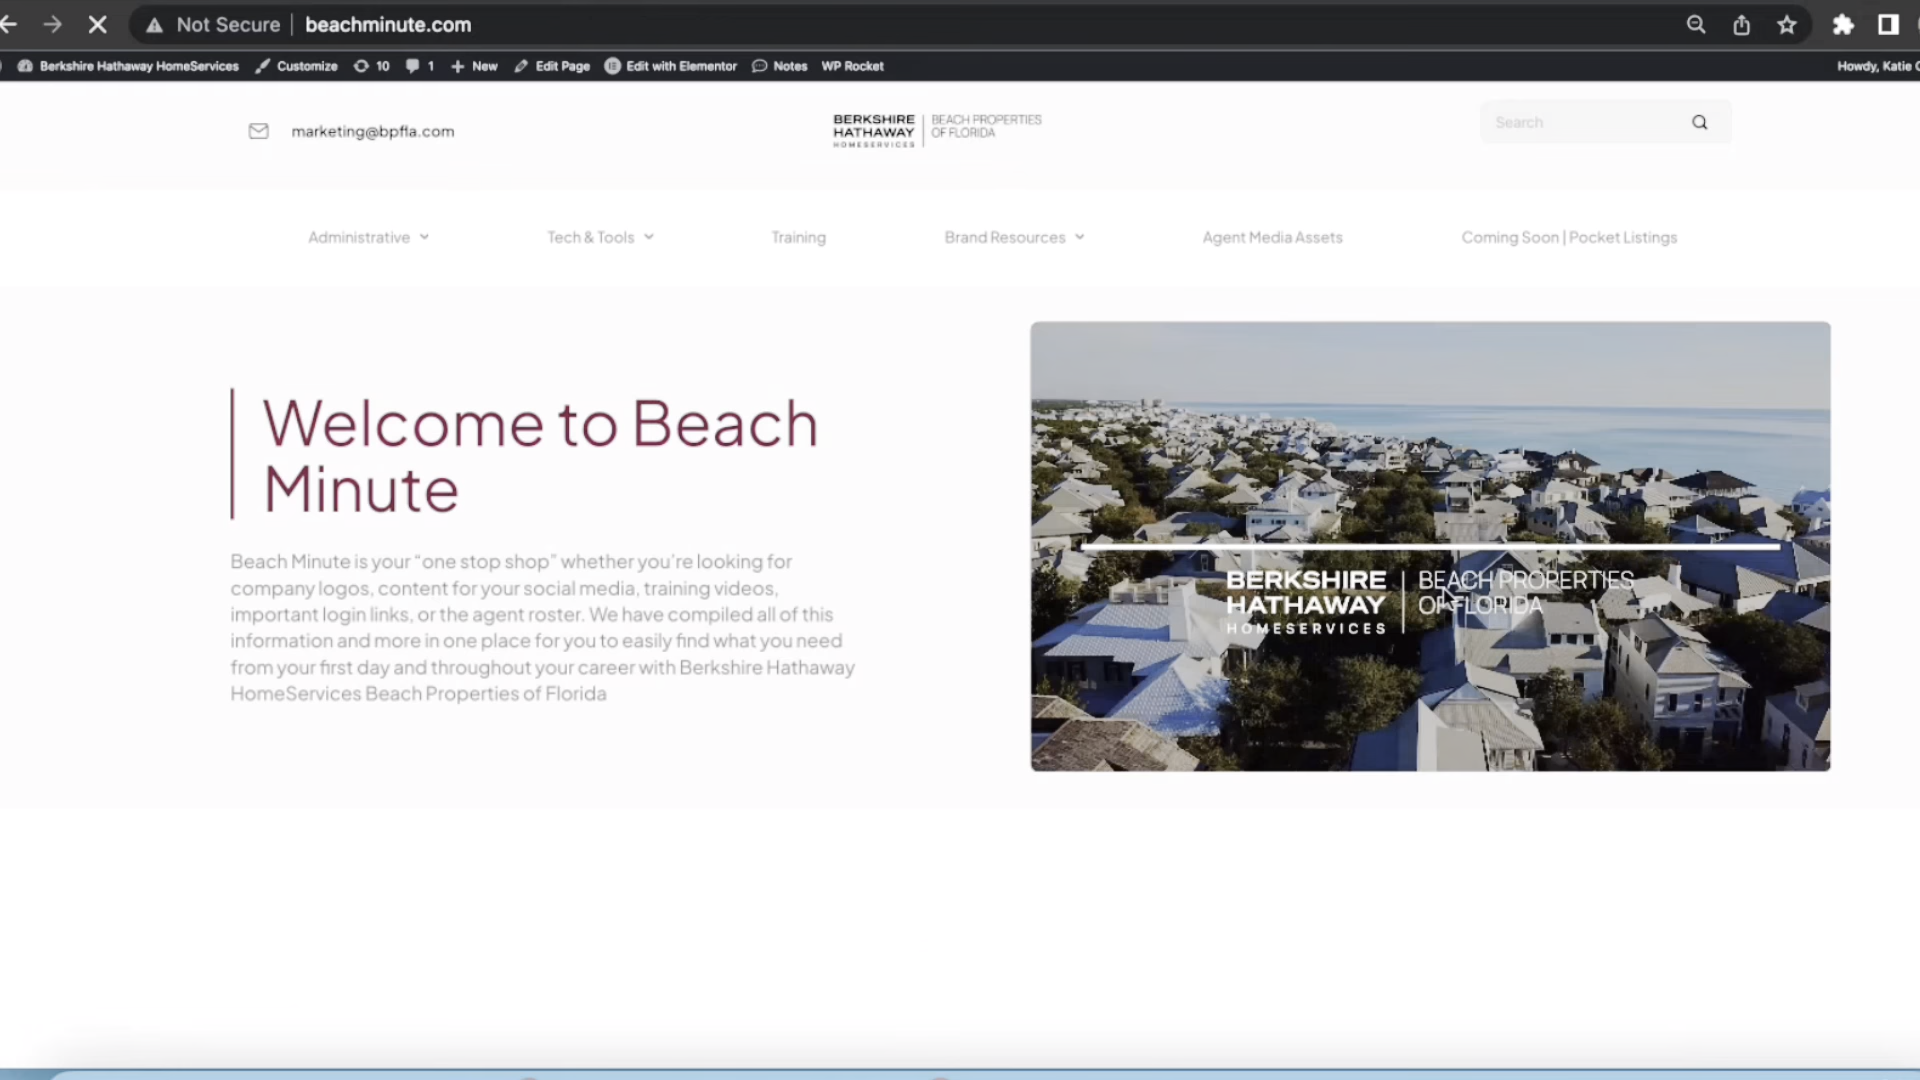 Not Secure | beachminute.com
Berkshire Hathaway HomeServices Customize 10 1 New Edit Page Edit with Elementor Notes WP Rocket Howdy, Katie
marketing@bpfla.com
BERKSHIRE HATHAWAY HOMESERVICES | BEACH PROPERTIES OF FLORIDA
Search
Administrative Tech & Tools Training Brand Resources Agent Media Assets Coming Soon | Pocket Listings
Welcome to Beach
Minute
Beach Minute is your “one stop shop” whether you’re looking for
company logos, content for your social media, training videos,
important login links, or the agent roster. We have compiled all of this
information and more in one place for you to easily find what you need
from your first day and throughout your career with Berkshire Hathaway
HomeServices Beach Properties of Florida
BERKSHIRE | BEACH PROPERTIES
HATHAWAY | OF FLORIDA
HOMESERVICES